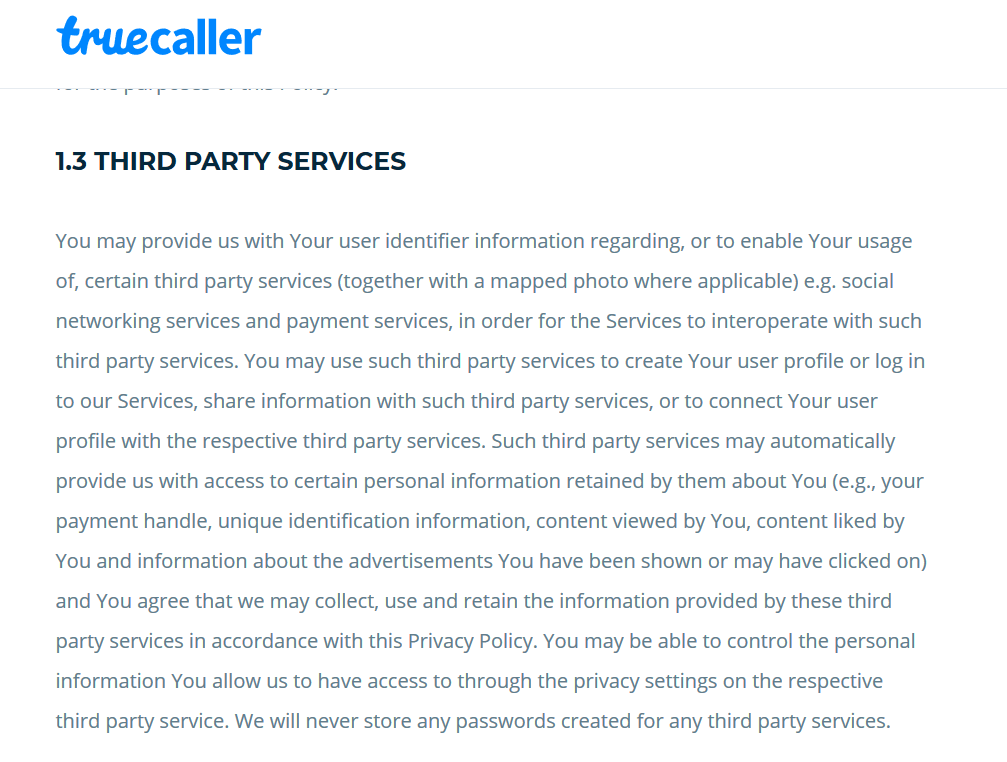 truecaller
for the purposes of this Policy.
1.3 THIRD PARTY SERVICES
You may provide us with Your user identifier information regarding, or to enable Your usage
of, certain third party services (together with a mapped photo where applicable) e.g. social
networking services and payment services, in order for the Services to interoperate with such
third party services. You may use such third party services to create Your user profile or log in
to our Services, share information with such third party services, or to connect Your user
profile with the respective third party services. Such third party services may automatically
provide us with access to certain personal information retained by them about You (e.g., your
payment handle, unique identification information, content viewed by You, content liked by
You and information about the advertisements You have been shown or may have clicked on)
and You agree that we may collect, use and retain the information provided by these third
party services in accordance with this Privacy Policy. You may be able to control the personal
information You allow us to have access to through the privacy settings on the respective
third party service. We will never store any passwords created for any third party services.